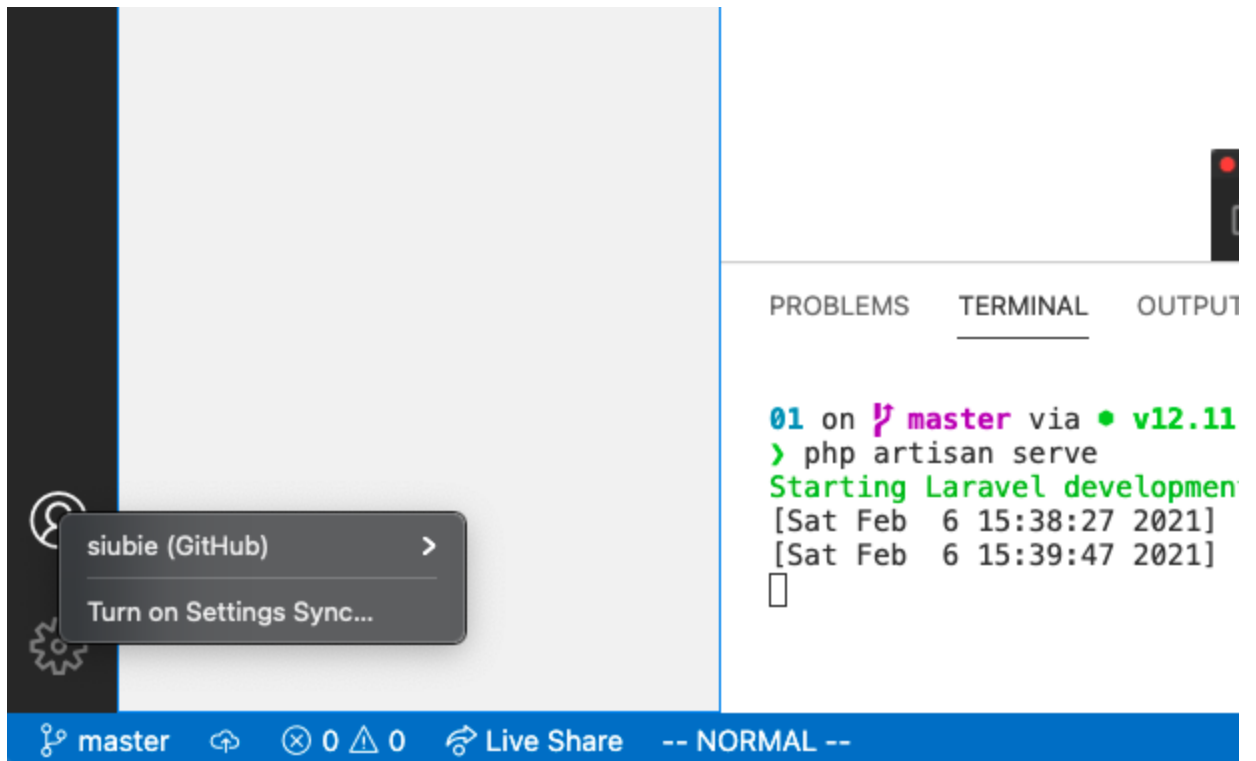 PROBLEMS TERMINAL OUTPUT
01 on master via v12.11
❯ php artisan serve
Starting Laravel development
[Sat Feb  6 15:38:27 2021]
[Sat Feb  6 15:39:47 2021]
siubie (GitHub)
Turn on Settings Sync...
master 0 0 Live Share -- NORMAL --